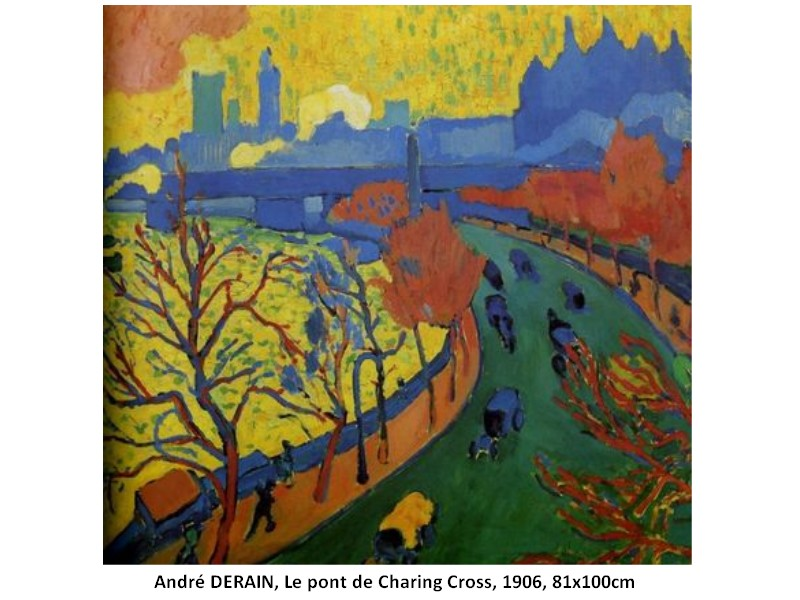 André DERAIN, Le pont de Charing Cross, 1906, 81x100cm